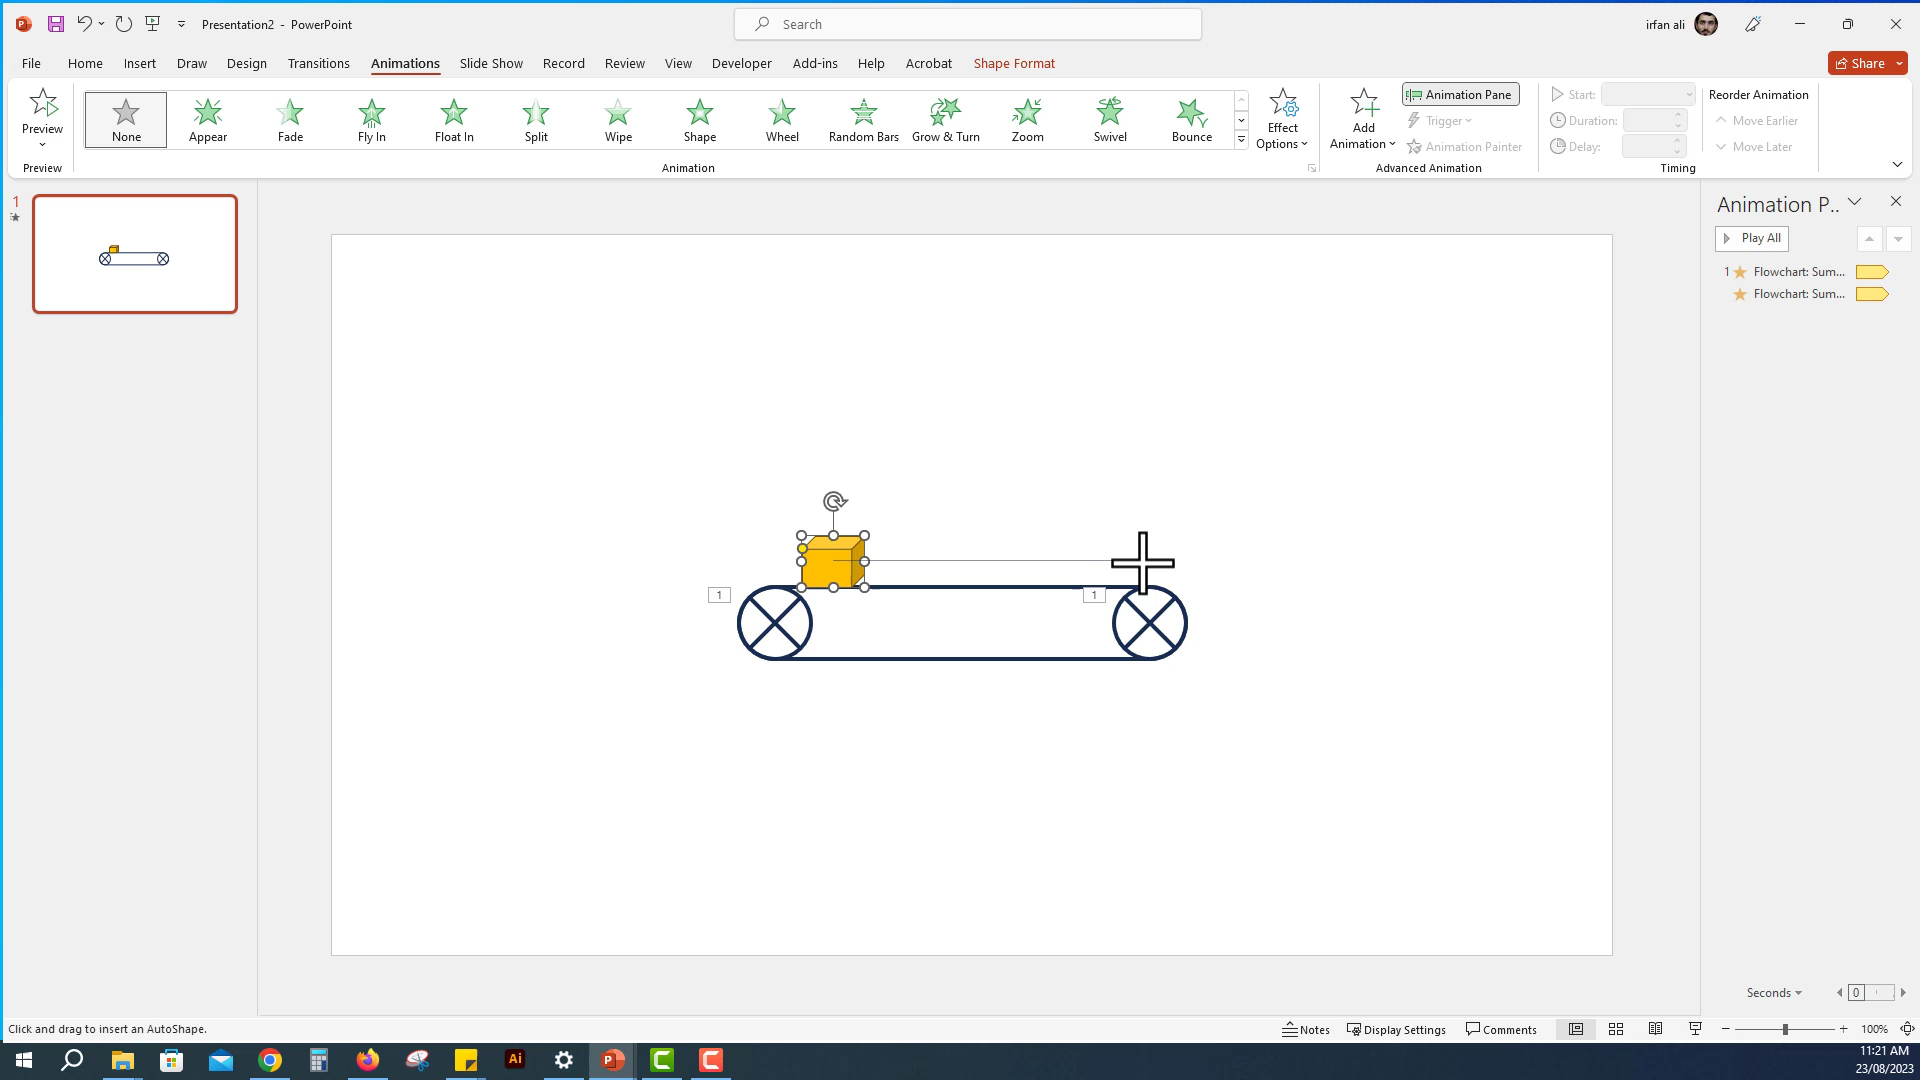 Presentation2 - PowerPoint
Search
irfan ali
File Home Insert Draw Design Transitions Animations Slide Show Record Review View Developer Add-ins Help Acrobat Shape Format
Share
Preview
None
Appear
Fade
Fly In
Float In
Split
Wipe
Shape
Wheel
Random Bars
Grow & Turn
Zoom
Swivel
Bounce
Effect
Options
Add
Animation
Animation Pane
Trigger
Animation Painter
Start:
Duration:
Delay:
Reorder Animation
Move Earlier
Move Later
Preview
Animation
Advanced Animation
Timing
1
Animation P..
Play All
1 Flowchart: Sum...
Flowchart: Sum...
1
1
Seconds
0
Click and drag to insert an AutoShape.
Notes
Display Settings
Comments
100%
Ai
11:21 AM
23/08/2023